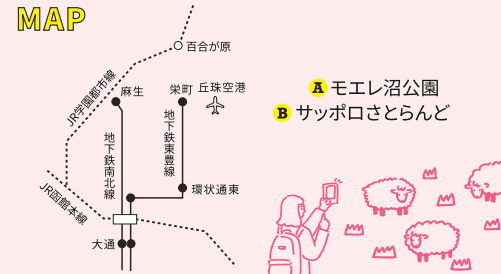 MAP
百合が原
JR学園都市線
麻生
栄町
丘珠空港
A モエレ沼公園
B サッポロさとらんど
地下鉄南北線
地下鉄東豊線
JR函館本線
環状通東
大通